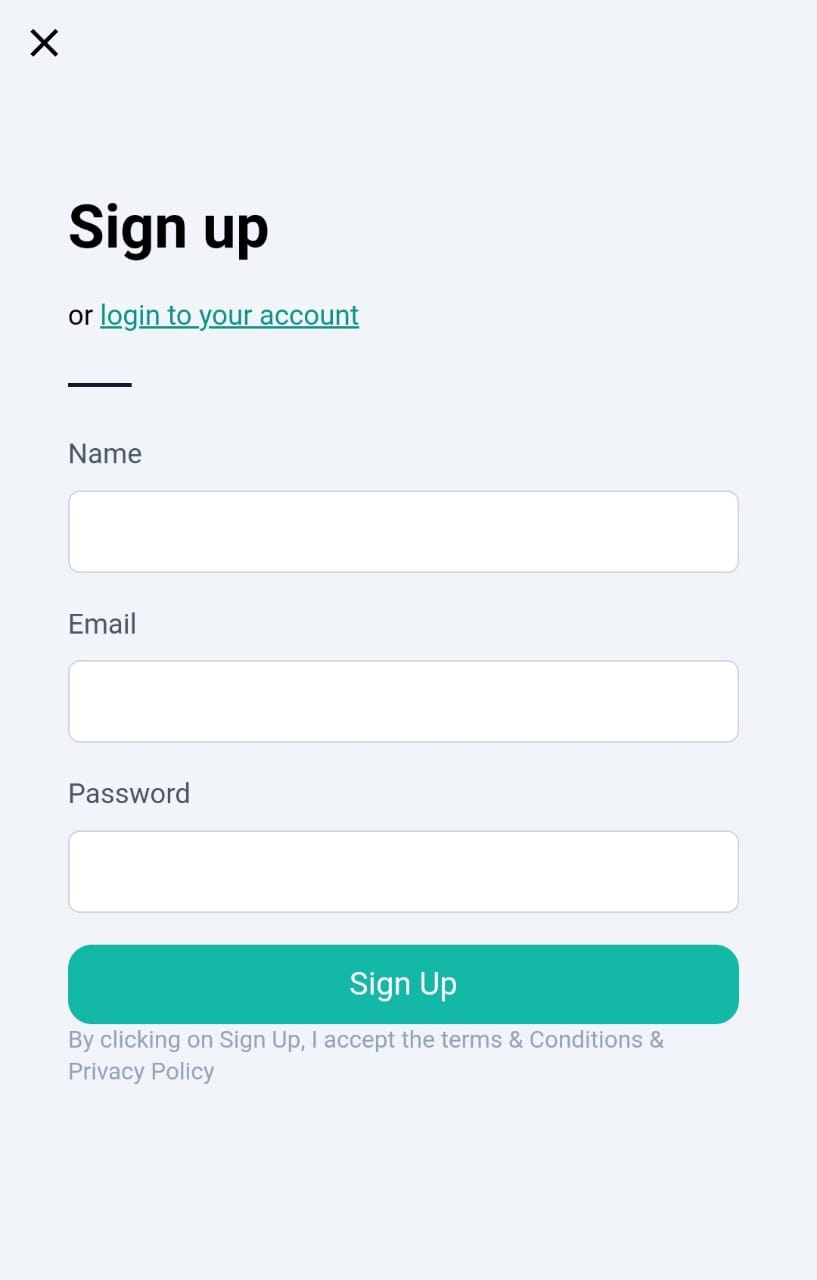 Sign up
or login to your account
Name
Email
Password
Sign Up
By clicking on Sign Up, I accept the terms & Conditions &
Privacy Policy